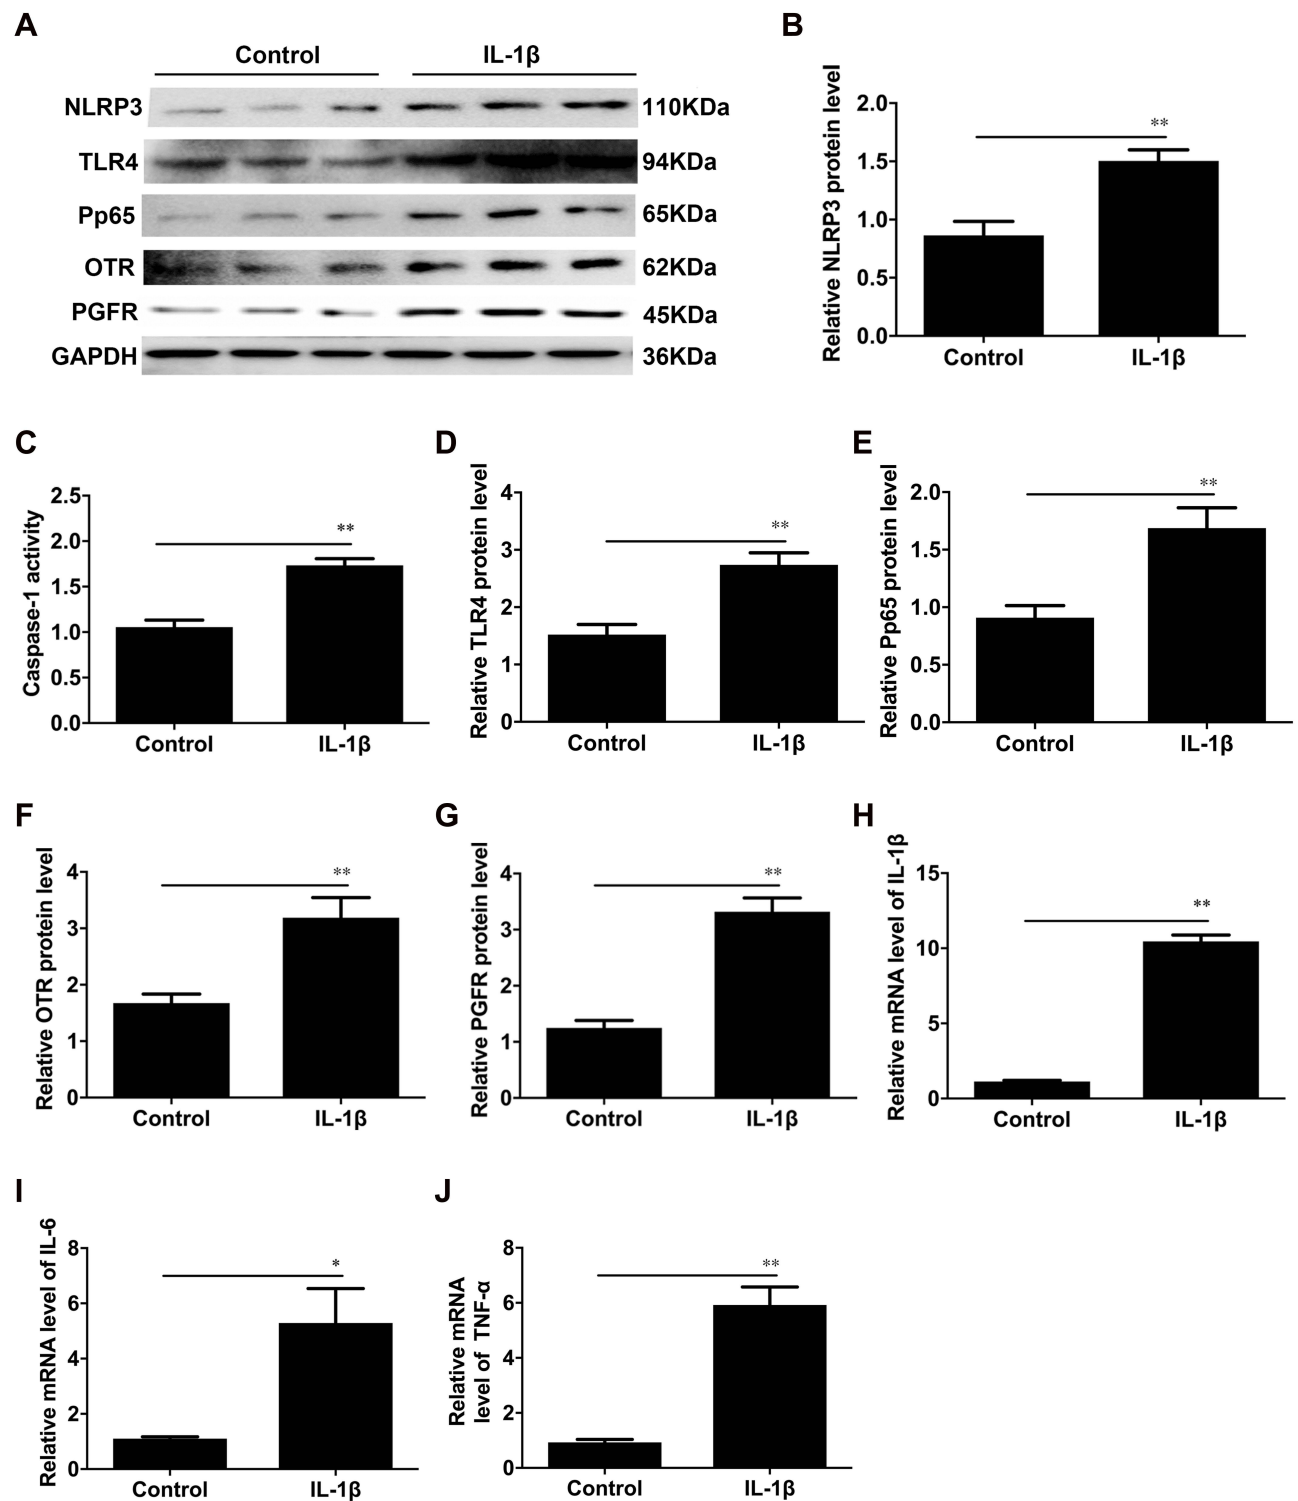 A
Control IL-1β
NLRP3 110KDa
TLR4 94KDa
Pp65 65KDa
OTR 62KDa
PGFR 45KDa
GAPDH 36KDa
B
Relative NLRP3 protein level
2.0
1.5
1.0
0.5
0.0
**
Control IL-1β
C
Caspase-1 activity
2.5
2.0
1.5
1.0
0.5
0.0
**
Control IL-1β
D
Relative TLR4 protein level
4
3
2
1
0
**
Control IL-1β
E
Relative Pp65 protein level
2.0
1.5
1.0
0.5
0.0
**
Control IL-1β
F
Relative OTR protein level
4
3
2
1
0
**
Control IL-1β
G
Relative PGFR protein level
4
3
2
1
0
**
Control IL-1β
H
Relative mRNA level of IL-1β
15
10
5
0
**
Control IL-1β
I
Relative mRNA level of IL-6
8
6
4
2
0
*
Control IL-1β
J
Relative mRNA
level of TNF-α
8
6
4
2
0
**
Control IL-1β